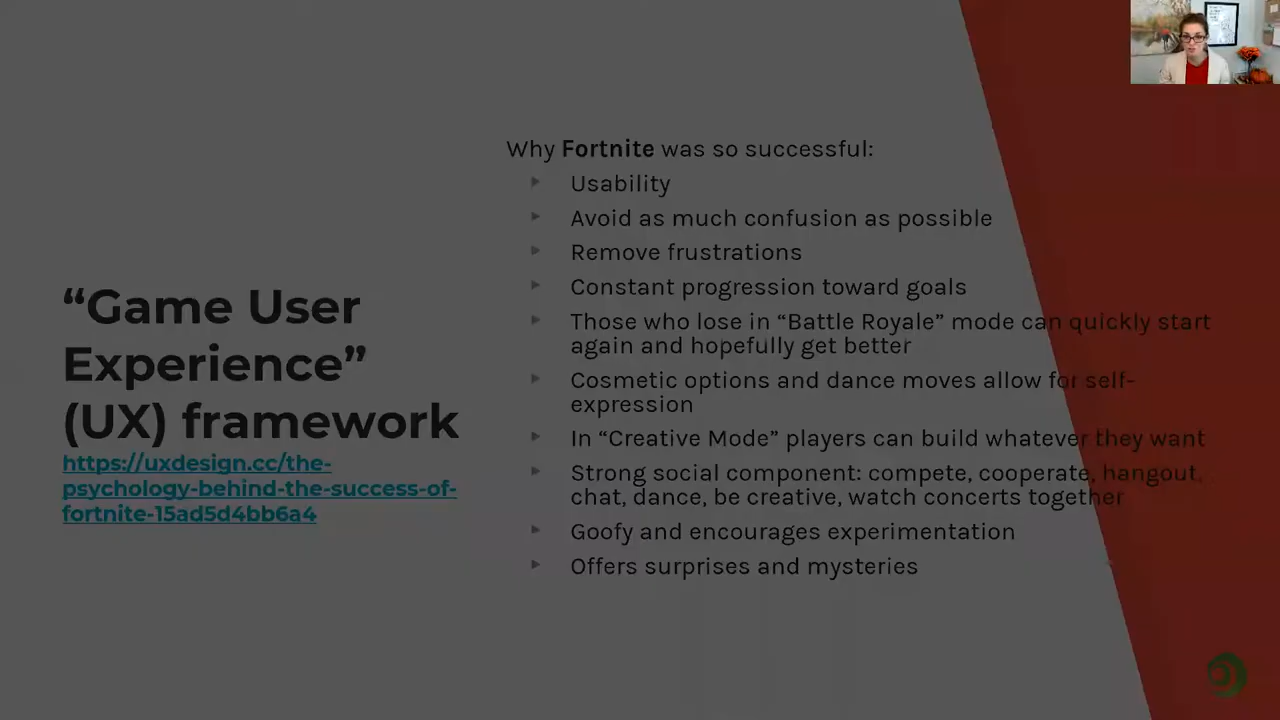 Why Fortnite was so successful:
Usability
Avoid as much confusion as possible
Remove frustrations
Constant progression toward goals
Those who lose in “Battle Royale” mode can quickly start
again and hopefully get better
Cosmetic options and dance moves allow for self-
expression
In “Creative Mode” players can build whatever they want
Strong social component: compete, cooperate, hangout,
chat, dance, be creative, watch concerts together
Goofy and encourages experimentation
Offers surprises and mysteries
“Game User
Experience”
(UX) framework
https://uxdesign.cc/the-
psychology-behind-the-success-of-
fortnite-15ad5d4bb6a4